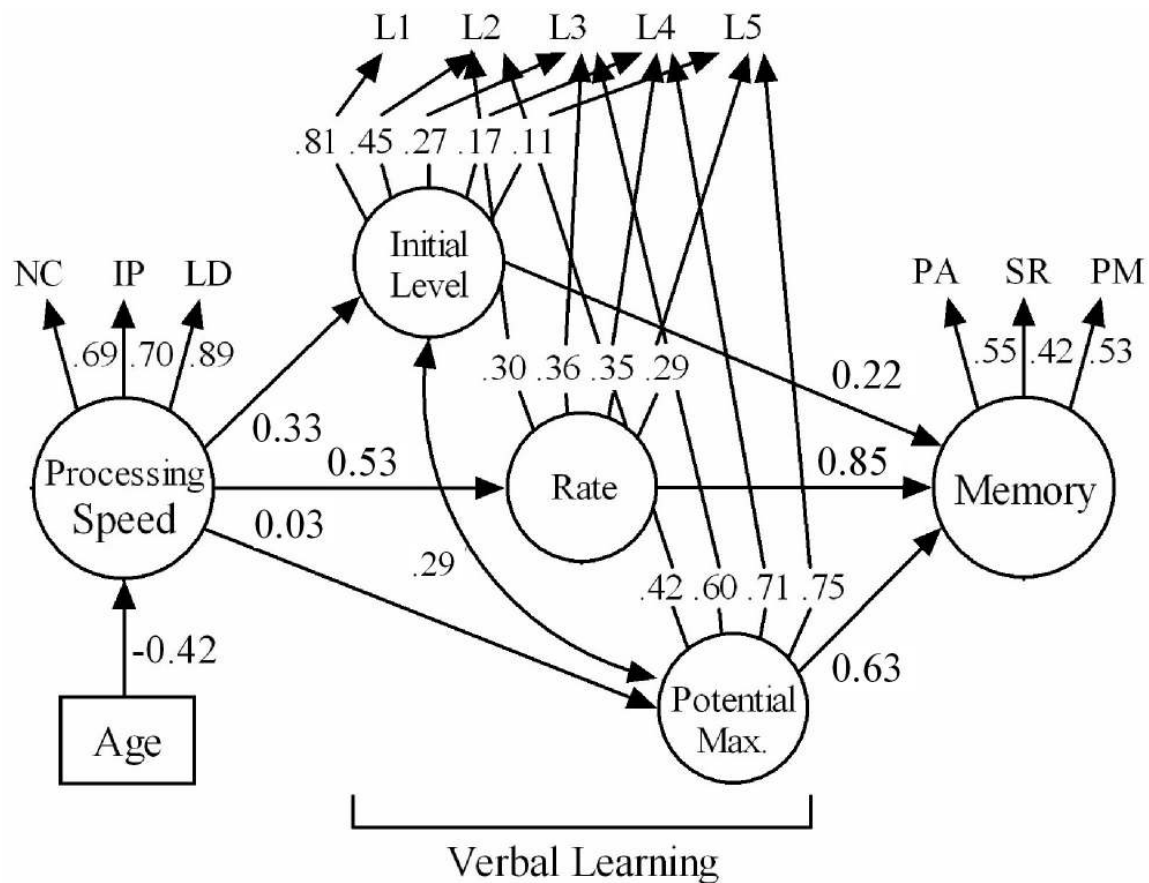 L1 L2 L3 L4 L5
.81 .45 .27 .17 .11
Initial
Level
NC IP LD
PA SR PM
.69 .70 .89
.30 .36 .35 .29
.55 .42 .53
0.22
0.33
Processing
Speed
0.53
Rate
0.85
Memory
0.03
.29
.42 .60 .71 .75
-0.42
0.63
Age
Potential
Max.
Verbal Learning